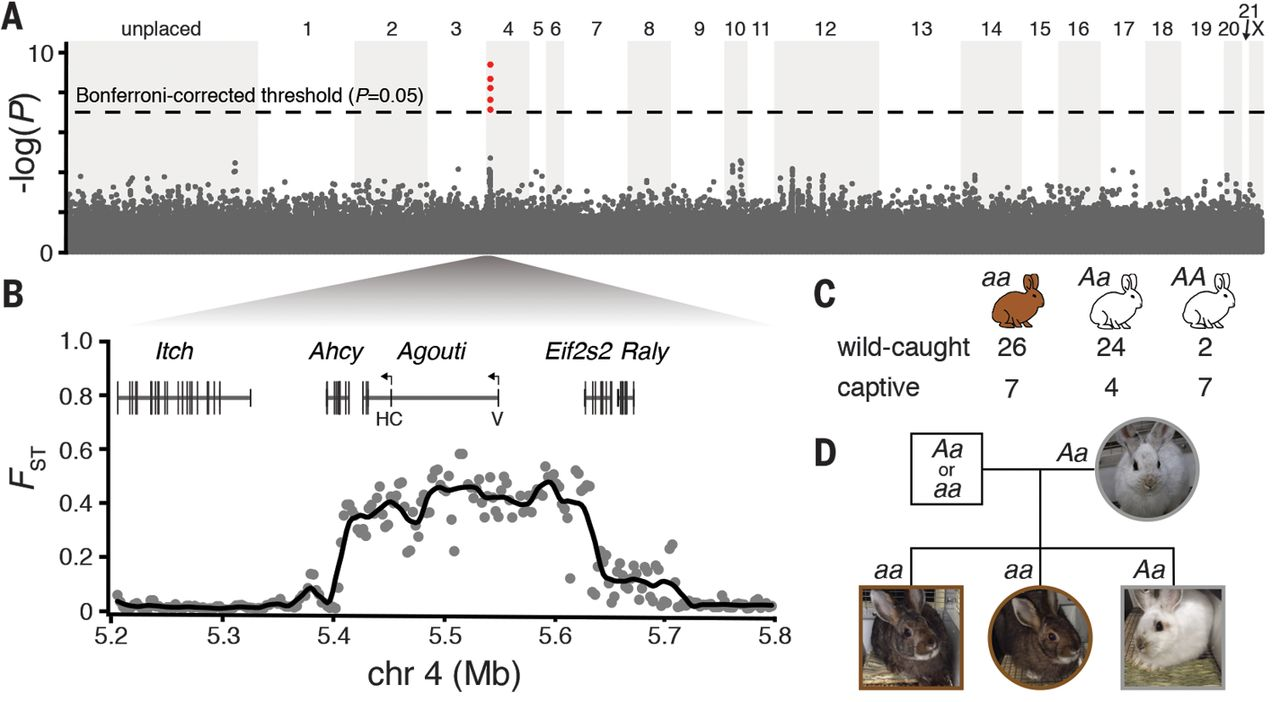 A
unplaced 1 2 3 4 5 6 7 8 9 10 11 12 13 14 15 16 17 18 19 20 21 X
10
Bonferroni-corrected threshold (P=0.05)
-log(P)
0
B
1.0
Itch Ahcy Agouti Eif2s2 Raly
0.8
HC V
0.6
FST
0.4
0.2
0
5.2 5.3 5.4 5.5 5.6 5.7 5.8
chr 4 (Mb)
C
aa Aa AA
wild-caught 26 24 2
captive 7 4 7
D
Aa
or
aa
Aa
aa aa Aa